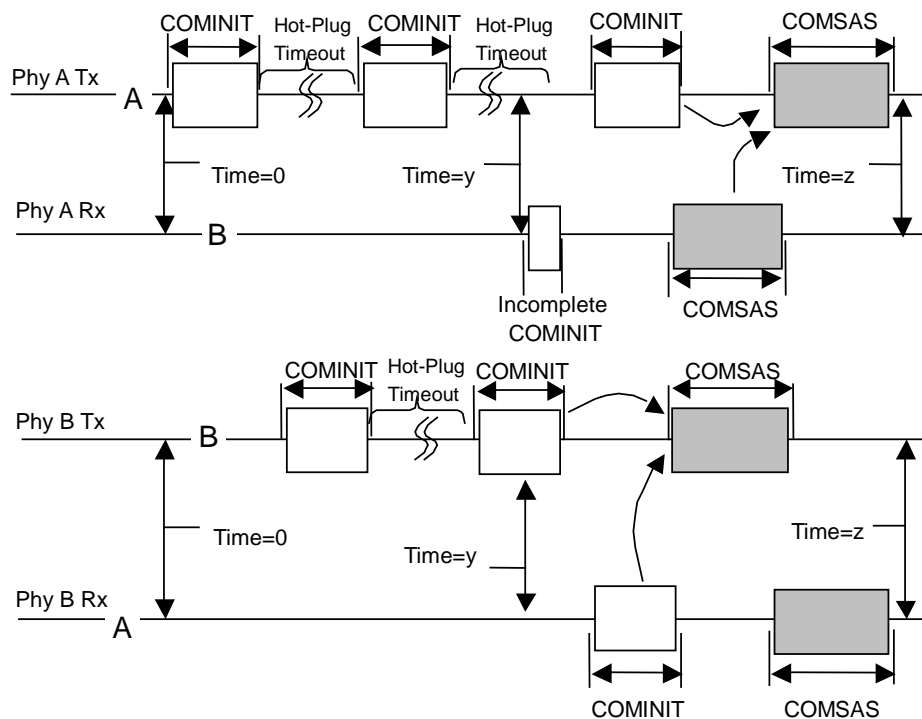 COMINIT Hot-Plug Timeout COMINIT Hot-Plug Timeout COMINIT COMSAS
Phy A Tx A
Time=0 Time=y Time=z
Phy A Rx B
Incomplete COMINIT COMSAS
COMINIT Hot-Plug Timeout COMINIT COMSAS
Phy B Tx B
Time=0 Time=y Time=z
Phy B Rx A
COMINIT COMSAS